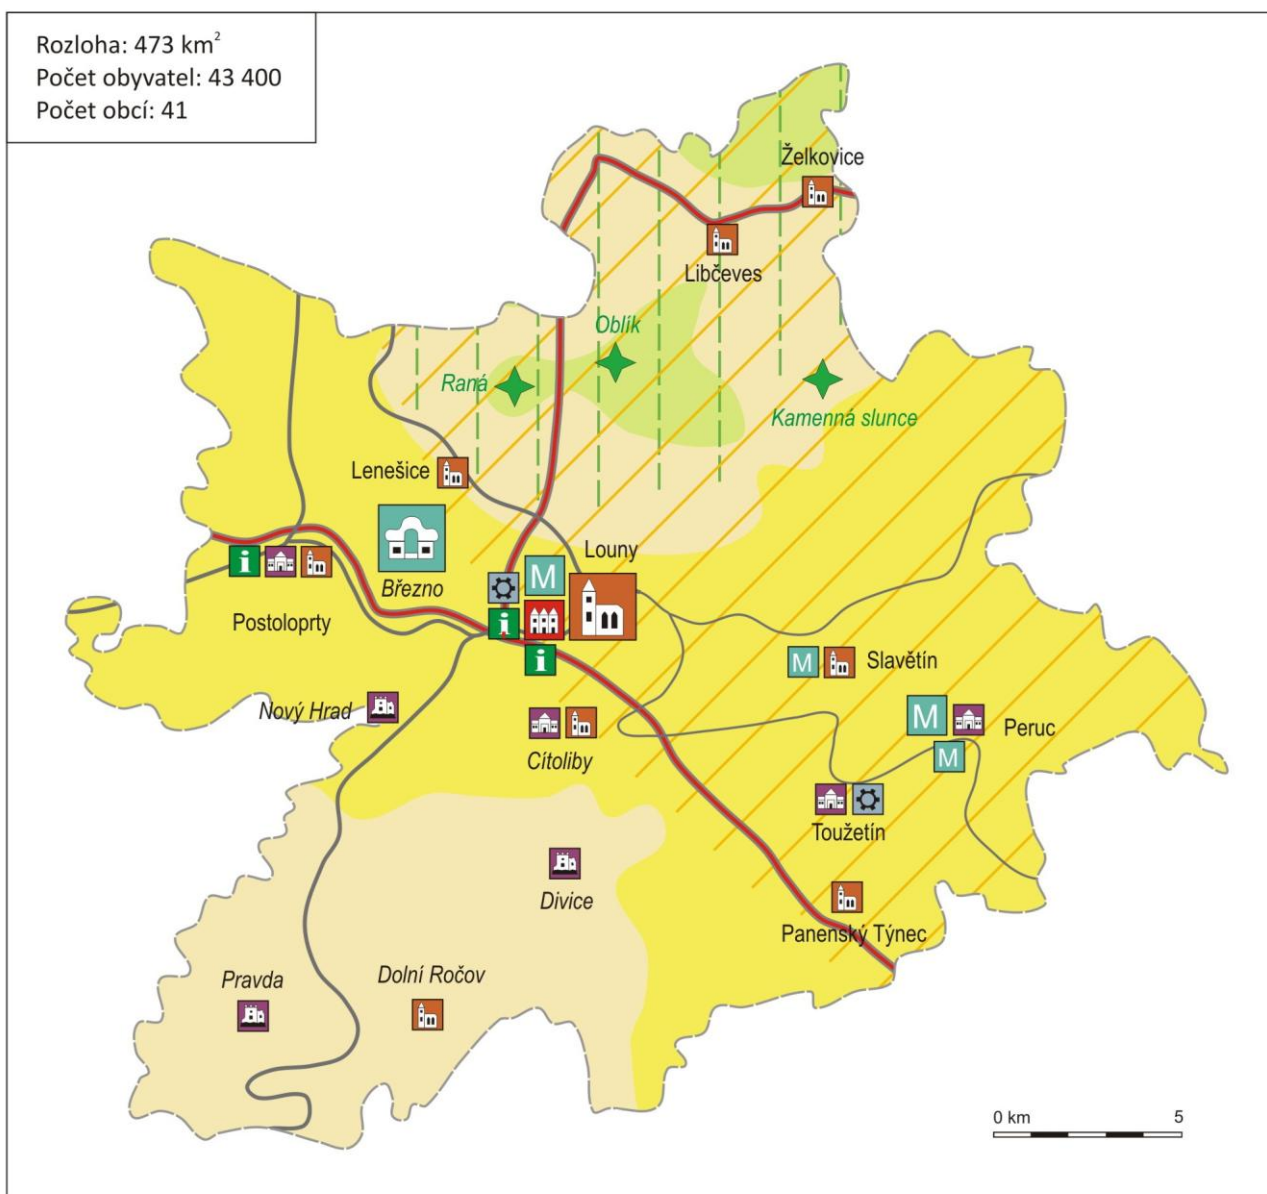 Rozloha: 473 km²
Počet obyvatel: 43 400
Počet obcí: 41
Želkovice
Libčeves
Oblík
Raná
Kamenná slunce
Lenešice
Louny
M
Březno
i
i
Postoloprty
i
M
Slavětín
Nový Hrad
M
Peruc
Cítoliby
M
Toužetín
Divice
Panenský Týnec
Pravda
Dolní Ročov
0 km 5